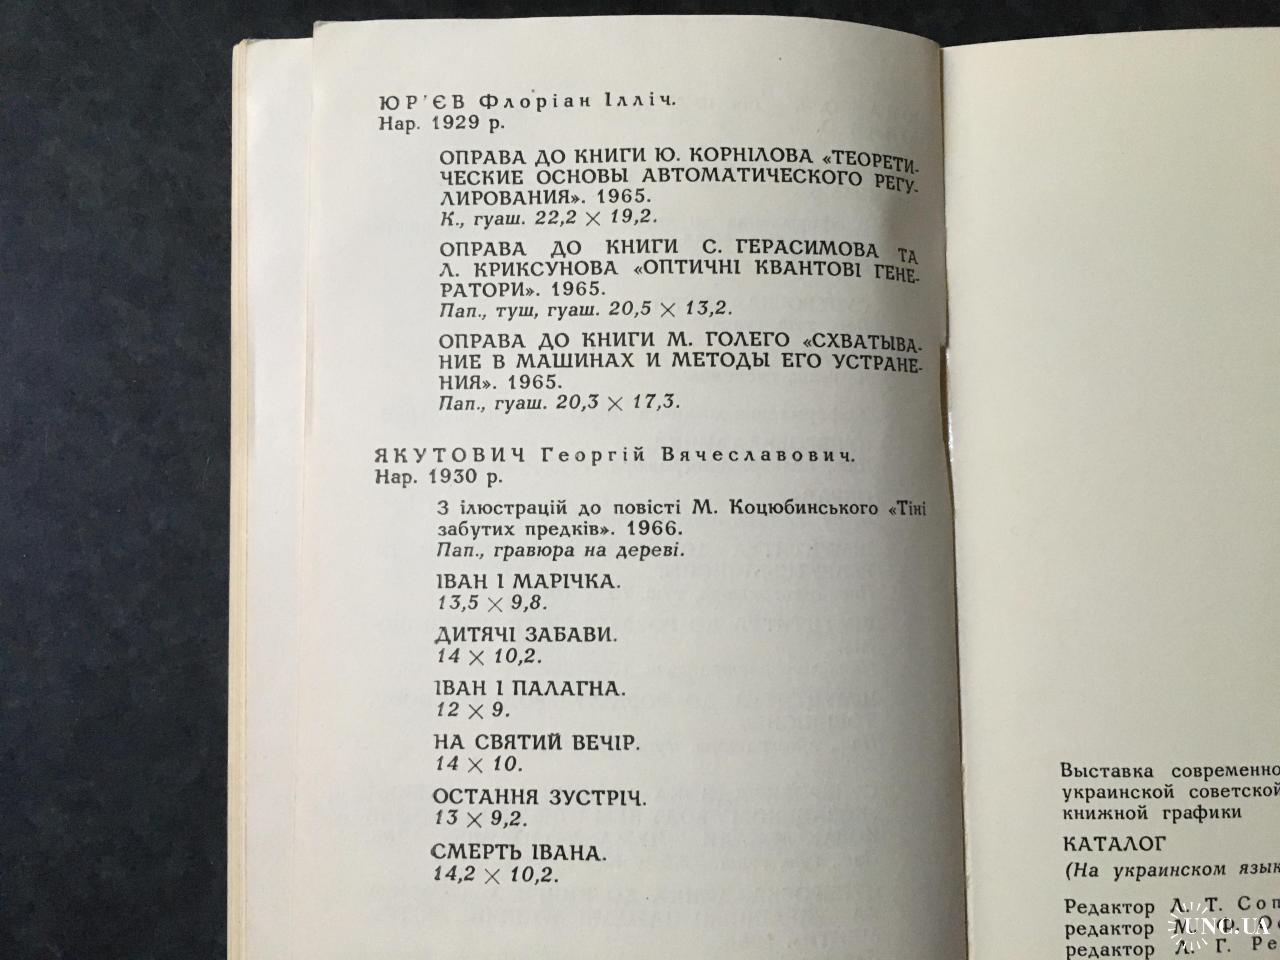 ЮР'ЄВ Флоріан Ілліч.
Нар. 1929 р.
ОПРАВА ДО КНИГИ Ю. КОРНІЛОВА «ТЕОРЕТИ-
ЧЕСКИЕ ОСНОВЫ АВТОМАТИЧЕСКОГО РЕГУ-
ЛИРОВАНИЯ». 1965.
К., гуаш. 22,2 × 19,2.
ОПРАВА ДО КНИГИ С. ГЕРАСИМОВА ТА
Л. КРИКСУНОВА «ОПТИЧНІ КВАНТОВІ ГЕНЕ-
РАТОРИ». 1965.
Пап., туш, гуаш. 20,5 × 13,2.
ОПРАВА ДО КНИГИ М. ГОЛЕГО «СХВАТЫВА-
НИЕ В МАШИНАХ И МЕТОДЫ ЕГО УСТРАНЕ-
НИЯ». 1965.
Пап., гуаш. 20,3 × 17,3.
ЯКУТОВИЧ Георгій Вячеславович.
Нар. 1930 р.
З ілюстрацій до повісті М. Коцюбинського «Тіні
забутих предків». 1966.
Пап., гравюра на дереві.
ІВАН І МАРІЧКА.
13,5 × 9,8.
ДИТЯЧІ ЗАБАВИ.
14 × 10,2.
ІВАН І ПАЛАГНА.
12 × 9.
НА СВЯТИЙ ВЕЧІР.
14 × 10.
ОСТАННЯ ЗУСТРІЧ.
13 × 9,2.
СМЕРТЬ ІВАНА.
14,2 × 10,2.
Выставка современно
украинской советской
книжной графики
КАТАЛОГ
(На украинском язык
Редактор Л. Т. Соп
редактор М. Ф.
редактор Л. Г. Ре
UNC.UA